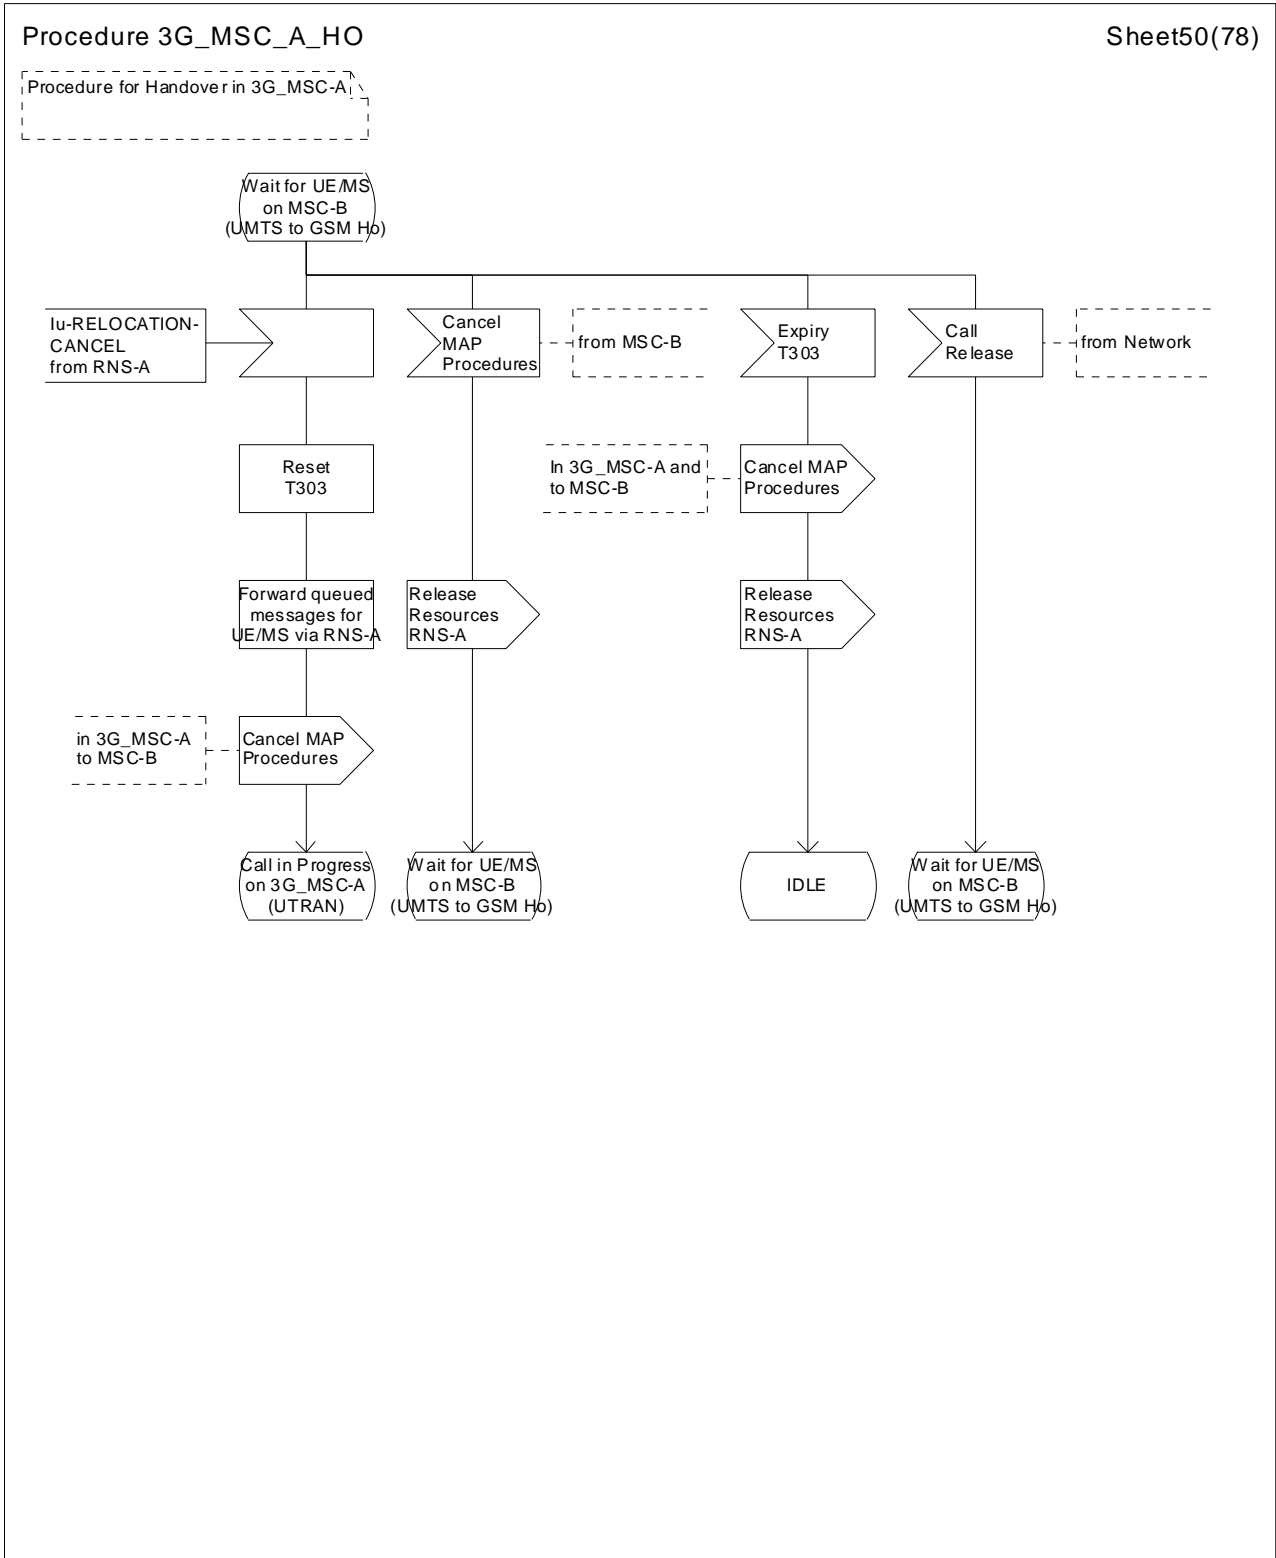 Procedure 3G_MSC_A_HO
Sheet50(78)
Procedure for Handover in 3G_MSC-A
Wait for UE/MS
on MSC-B
(UMTS to GSM Ho)
Iu-RELOCATION-
CANCEL
from RNS-A
Cancel
MAP
Procedures
from MSC-B
Expiry
T303
Call
Release
from Network
Reset
T303
In 3G_MSC-A and
to MSC-B
Cancel MAP
Procedures
Forward queued
messages for
UE/MS via RNS-A
Release
Resources
RNS-A
Release
Resources
RNS-A
in 3G_MSC-A
to MSC-B
Cancel MAP
Procedures
Call in Progress
on 3G_MSC-A
(UTRAN)
Wait for UE/MS
on MSC-B
(UMTS to GSM Ho)
IDLE
Wait for UE/MS
on MSC-B
(UMTS to GSM Ho)